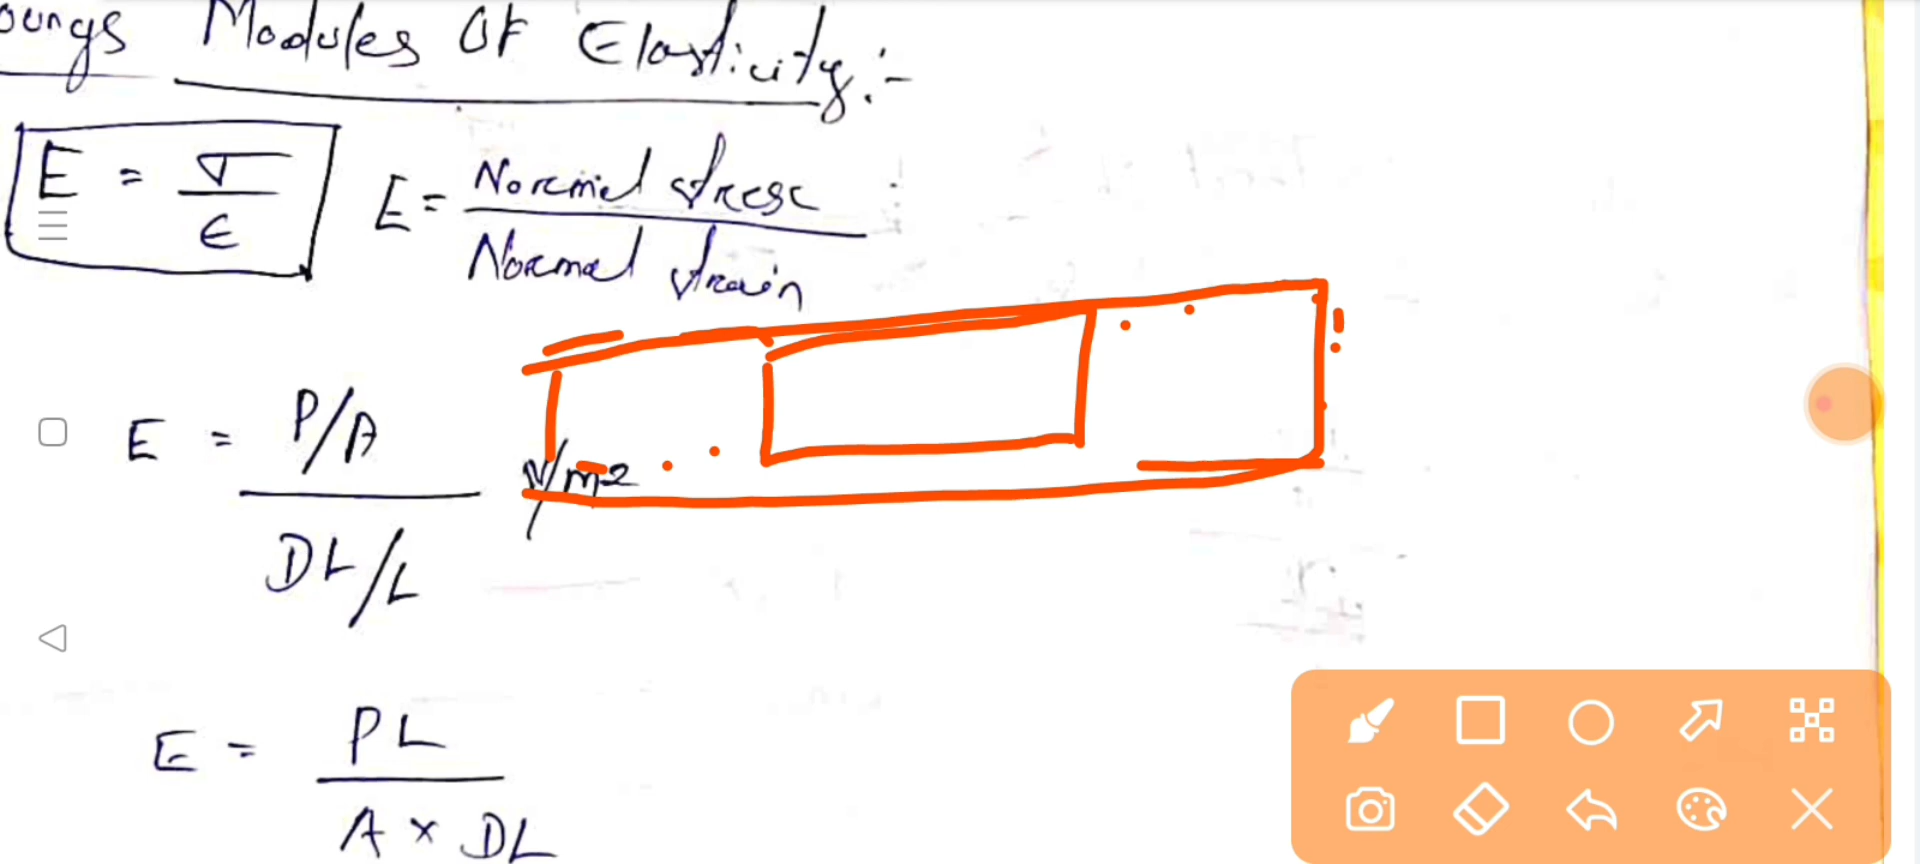 oungs Modules Of Elasticity:-
E = σ/ϵ E = Normal stress / Normal strain
E = P/A / DL/L N/m2
E = PL / A × DL